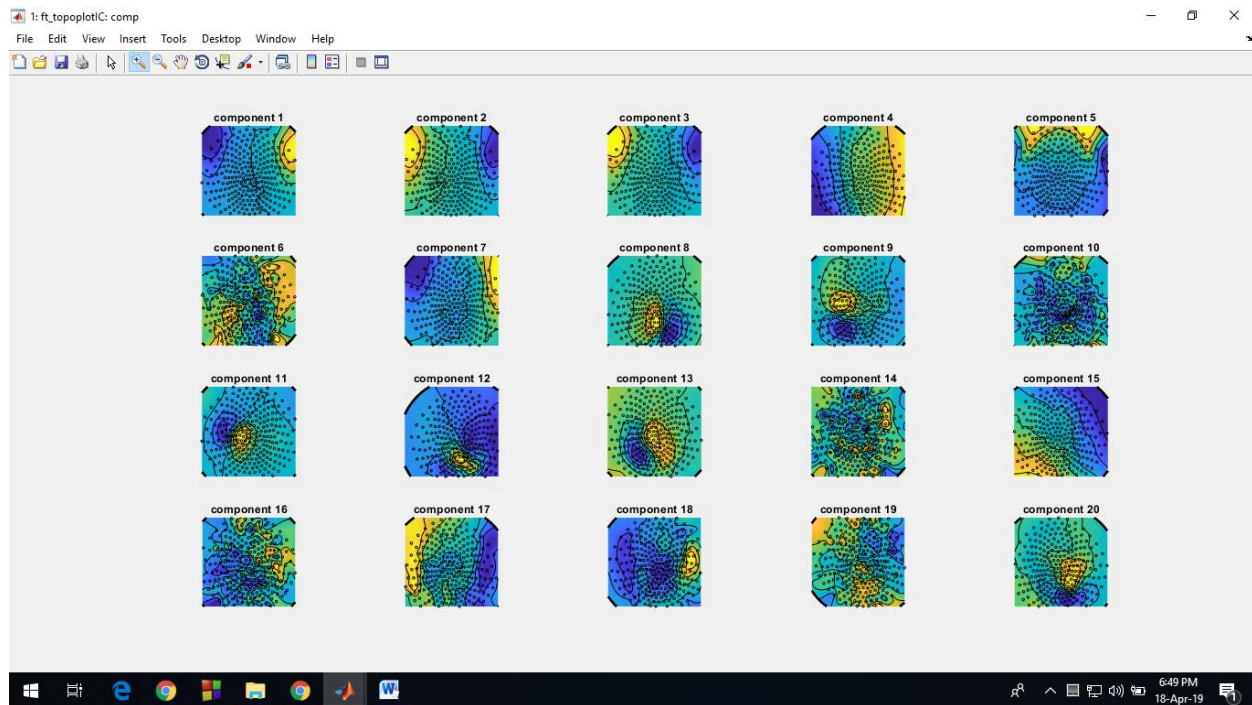 1: ft_topoplotIC: comp
File Edit View Insert Tools Desktop Window Help
component 1 component 2 component 3 component 4 component 5
component 6 component 7 component 8 component 9 component 10
component 11 component 12 component 13 component 14 component 15
component 16 component 17 component 18 component 19 component 20
6:49 PM
18-Apr-19
1